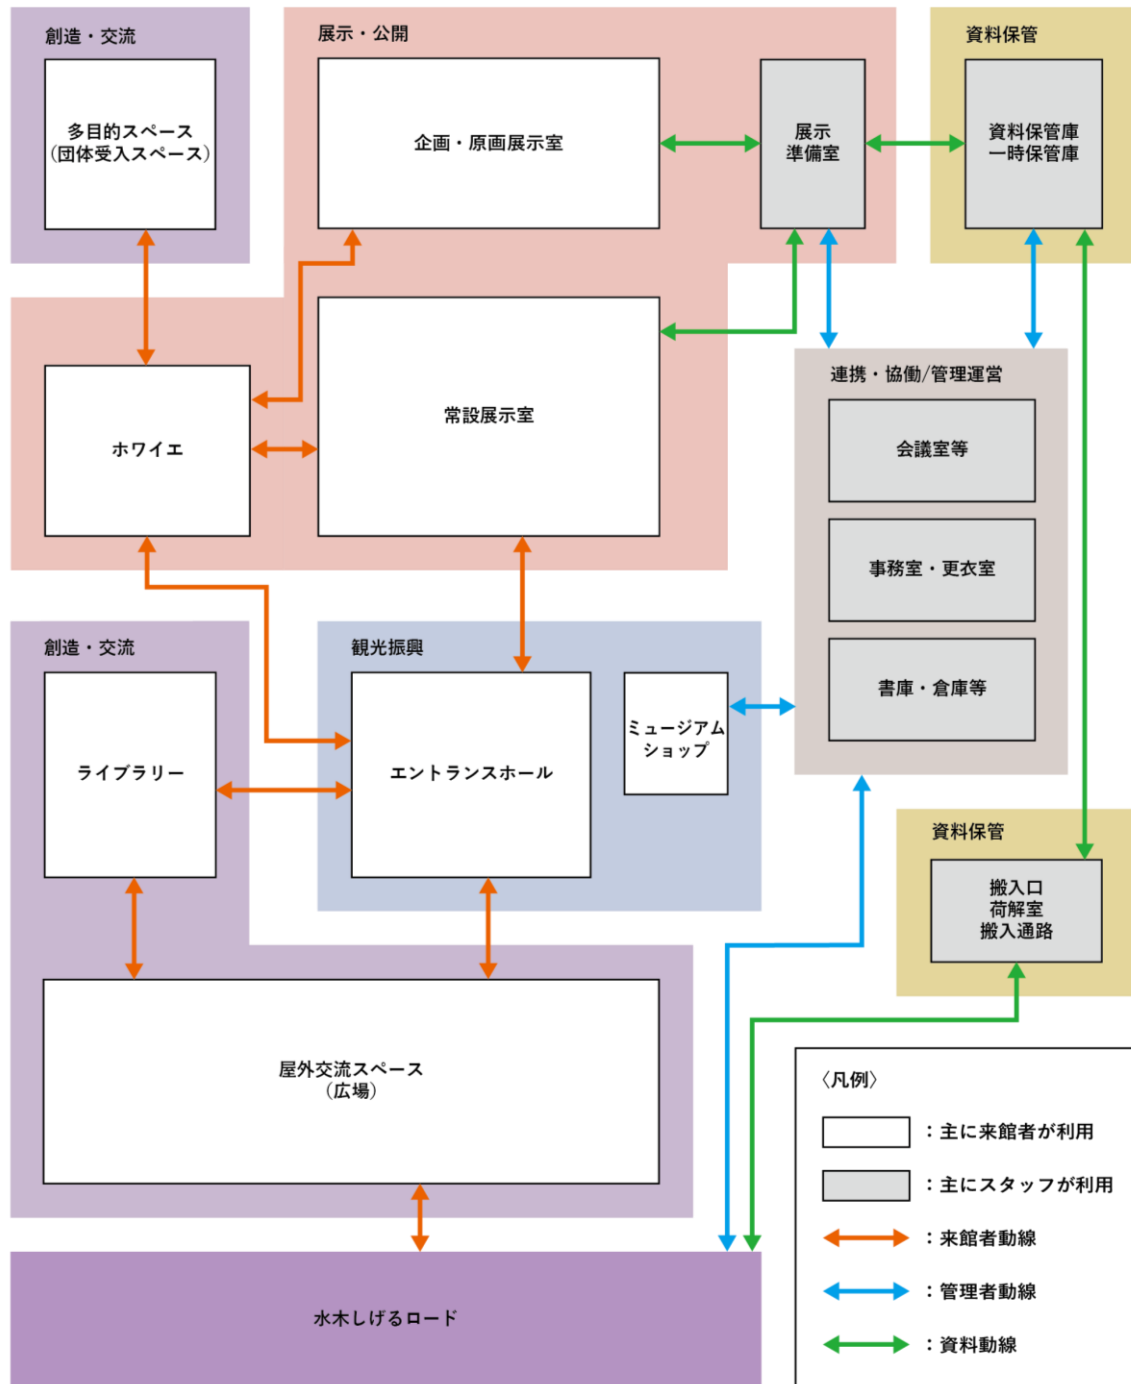 創造・交流
多目的スペース
(団体受入スペース)
展示・公開
企画・原画展示室
展示
準備室
資料保管
資料保管庫
一時保管庫
ホワイエ
常設展示室
連携・協働/管理運営
会議室等
事務室・更衣室
書庫・倉庫等
創造・交流
ライブラリー
観光振興
エントランスホール
ミュージアム
ショップ
資料保管
搬入口
荷解室
搬入通路
屋外交流スペース
(広場)
水木しげるロード
〈凡例〉
：主に来館者が利用
：主にスタッフが利用
：来館者動線
：管理者動線
：資料動線